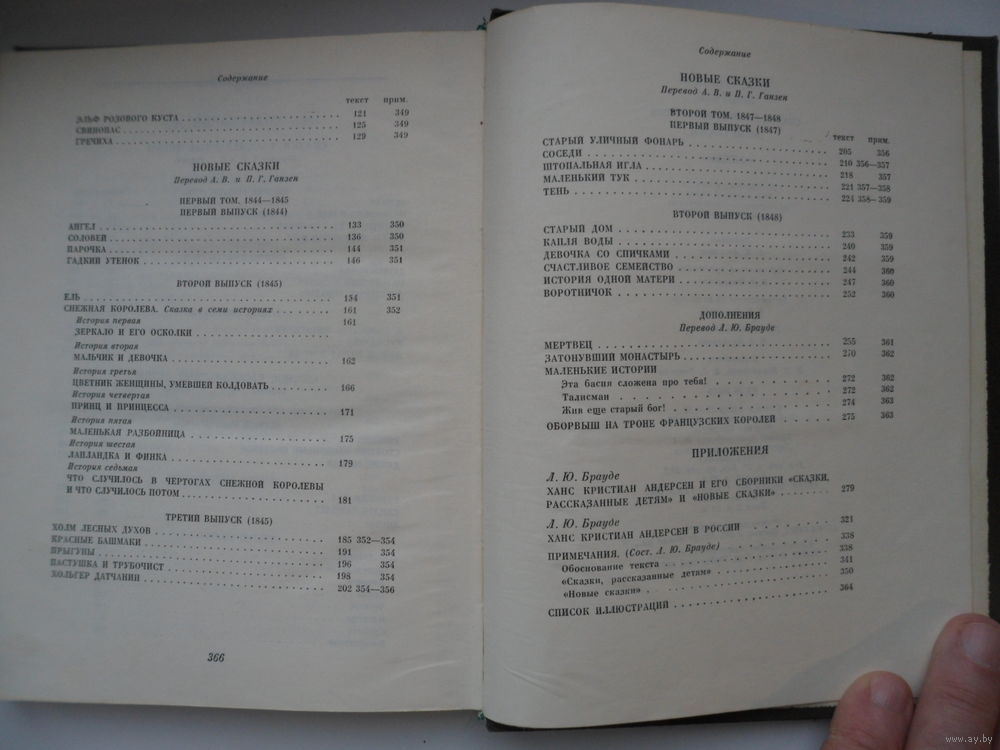 Содержание
текст прим.
ЭЛЬФ РОЗОВОГО КУСТА 121 349
СВИНОПАС 125 349
ГРЕЧИХА 129 349
НОВЫЕ СКАЗКИ
Перевод А. В. и П. Г. Ганзен
ПЕРВЫЙ ТОМ. 1844—1845
ПЕРВЫЙ ВЫПУСК (1844)
АНГЕЛ 133 350
СОЛОВЕЙ 136 350
ПАРОЧКА 144 351
ГАДКИЙ УТЕНОК 146 351
ВТОРОЙ ВЫПУСК (1845)
ЕЛЬ 154 351
СНЕЖНАЯ КОРОЛЕВА. Сказка в семи историях 161 352
История первая 161
ЗЕРКАЛО И ЕГО ОСКОЛКИ
История вторая
МАЛЬЧИК И ДЕВОЧКА 162
История третья
ЦВЕТНИК ЖЕНЩИНЫ, УМЕВШЕЙ КОЛДОВАТЬ 166
История четвертая
ПРИНЦ И ПРИНЦЕССА 171
История пятая
МАЛЕНЬКАЯ РАЗБОЙНИЦА 175
История шестая
ЛАПЛАНДКА И ФИНКА 179
История седьмая
ЧТО СЛУЧИЛОСЬ В ЧЕРТОГАХ СНЕЖНОЙ КОРОЛЕВЫ
И ЧТО СЛУЧИЛОСЬ ПОТОМ 181
ТРЕТИЙ ВЫПУСК (1845)
ХОЛМ ЛЕСНЫХ ДУХОВ 185 352—354
КРАСНЫЕ БАШМАКИ 191 354
ПРЫГУНЫ 196 354
ПАСТУШКА И ТРУБОЧИСТ 198 354
ХОЛЬГЕР ДАТЧАНИН 202 354—356
366
Содержание
НОВЫЕ СКАЗКИ
Перевод А. В. и П. Г. Ганзен
ВТОРОЙ ТОМ. 1847—1848
ПЕРВЫЙ ВЫПУСК (1847)
текст прим.
СТАРЫЙ УЛИЧНЫЙ ФОНАРЬ 205 356
СОСЕДИ 210 356—357
ШТОПАЛЬНАЯ ИГЛА 218 357
МАЛЕНЬКИЙ ТУК 221 357—358
ТЕНЬ 224 358—359
ВТОРОЙ ВЫПУСК (1848)
СТАРЫЙ ДОМ 233 359
КАПЛЯ ВОДЫ 240 359
ДЕВОЧКА СО СПИЧКАМИ 242 359
СЧАСТЛИВОЕ СЕМЕЙСТВО 244 360
ИСТОРИЯ ОДНОЙ МАТЕРИ 247 360
ВОРОТНИЧОК 252 360
ДОПОЛНЕНИЯ
Перевод Л. Ю. Брауде
МЕРТВЕЦ 255 361
ЗАТОНУВШИЙ МОНАСТЫРЬ 270 362
МАЛЕНЬКИЕ ИСТОРИИ
Эта басня сложена про тебя! 272 362
Талисман 272 362
Жив еще старый бог! 274 363
ОБОРВЫШ НА ТРОНЕ ФРАНЦУЗСКИХ КОРОЛЕЙ 275 363
ПРИЛОЖЕНИЯ
Л. Ю. Брауде
ХАНС КРИСТИАН АНДЕРСЕН И ЕГО СБОРНИКИ «СКАЗКИ,
РАССКАЗАННЫЕ ДЕТЯМ» И «НОВЫЕ СКАЗКИ» 279
Л. Ю. Брауде
ХАНС КРИСТИАН АНДЕРСЕН В РОССИИ 321
ПРИМЕЧАНИЯ. (Сост. Л. Ю. Брауде) 338
Обоснование текста 338
«Сказки, рассказанные детям» 341
«Новые сказки» 350
СПИСОК ИЛЛЮСТРАЦИЙ 364
www.ay.by